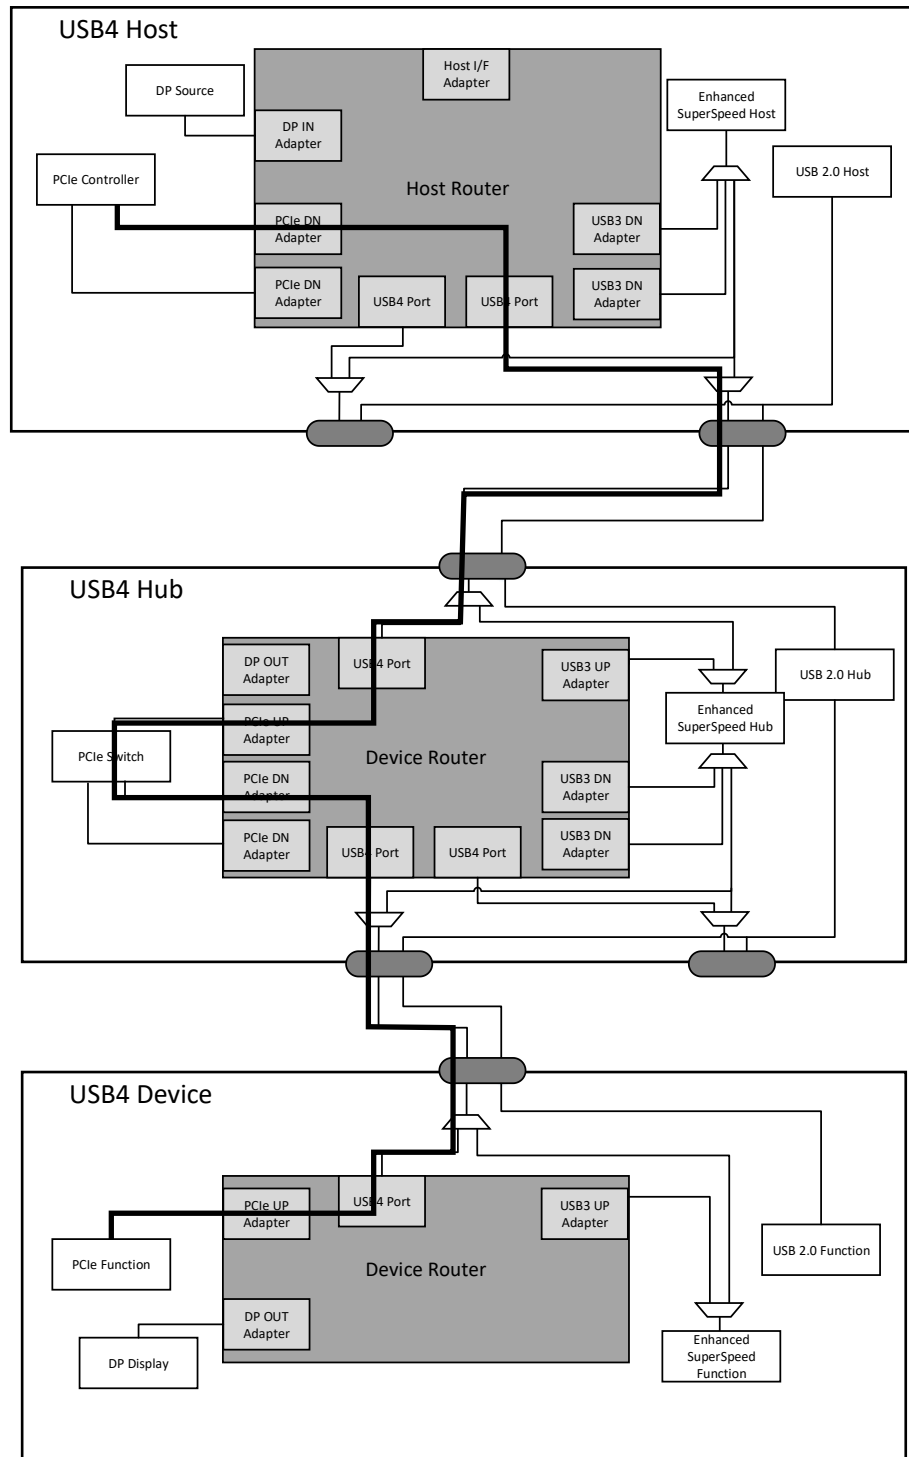 USB4 Host
Host I/F
Adapter
DP Source
Enhanced
SuperSpeed Host
DP IN
Adapter
USB 2.0 Host
PCIe Controller
Host Router
PCIe DN
Adapter
USB3 DN
Adapter
PCIe DN
Adapter
USB4 Port
USB4 Port
USB3 DN
Adapter
USB4 Hub
DP OUT
Adapter
USB4 Port
USB3 UP
Adapter
USB 2.0 Hub
Enhanced
SuperSpeed Hub
PCIe UP
Adapter
PCIe Switch
Device Router
PCIe DN
Adapter
USB3 DN
Adapter
PCIe DN
Adapter
USB4 Port
USB4 Port
USB3 DN
Adapter
USB4 Device
PCIe UP
Adapter
USB4 Port
USB3 UP
Adapter
PCIe Function
Device Router
USB 2.0 Function
DP OUT
Adapter
DP Display
Enhanced
SuperSpeed
Function